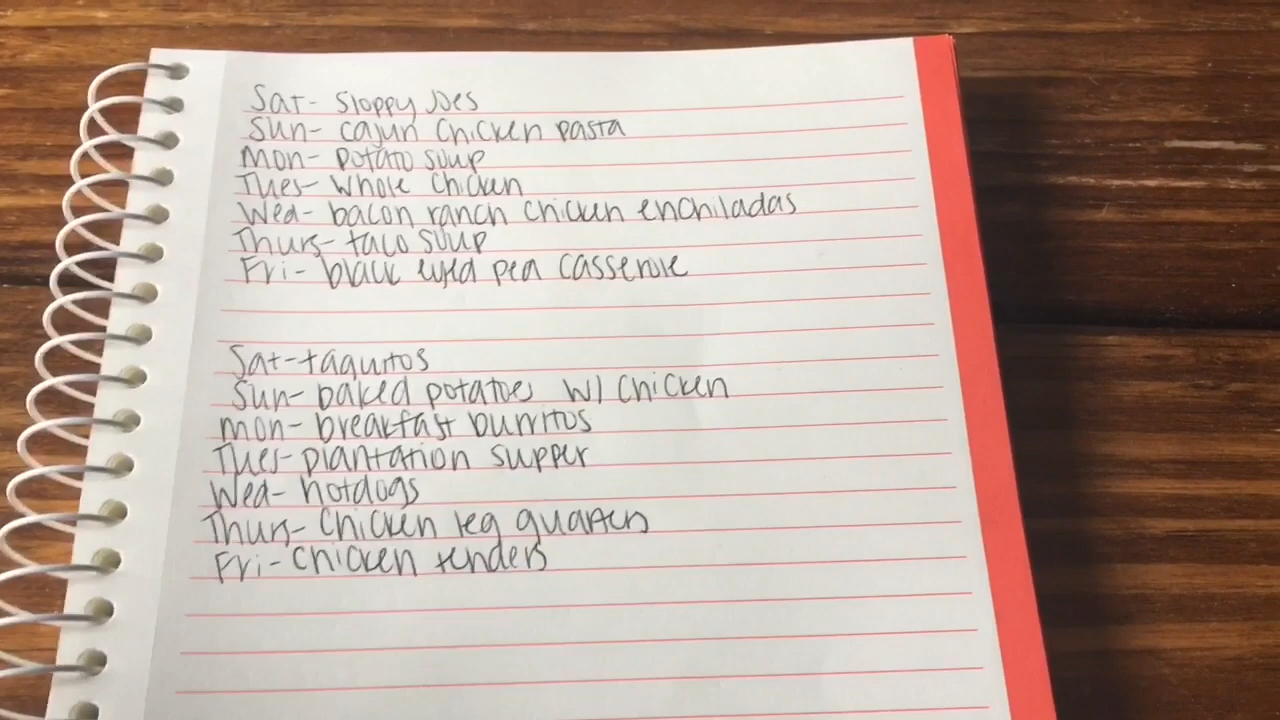 Sat- Sloppy Joes
Sun- cajun chicken pasta
Mon- potato soup
Tues- whole chicken
Wed- bacon ranch chicken enchiladas
Thurs- taco soup
Fri- black eyed pea casserole
Sat- taquitos
Sun- baked potatoes w/ chicken
Mon- breakfast burritos
Tues- plantation supper
Wed- hotdogs
Thurs- chicken leg quarters
Fri- chicken tenders